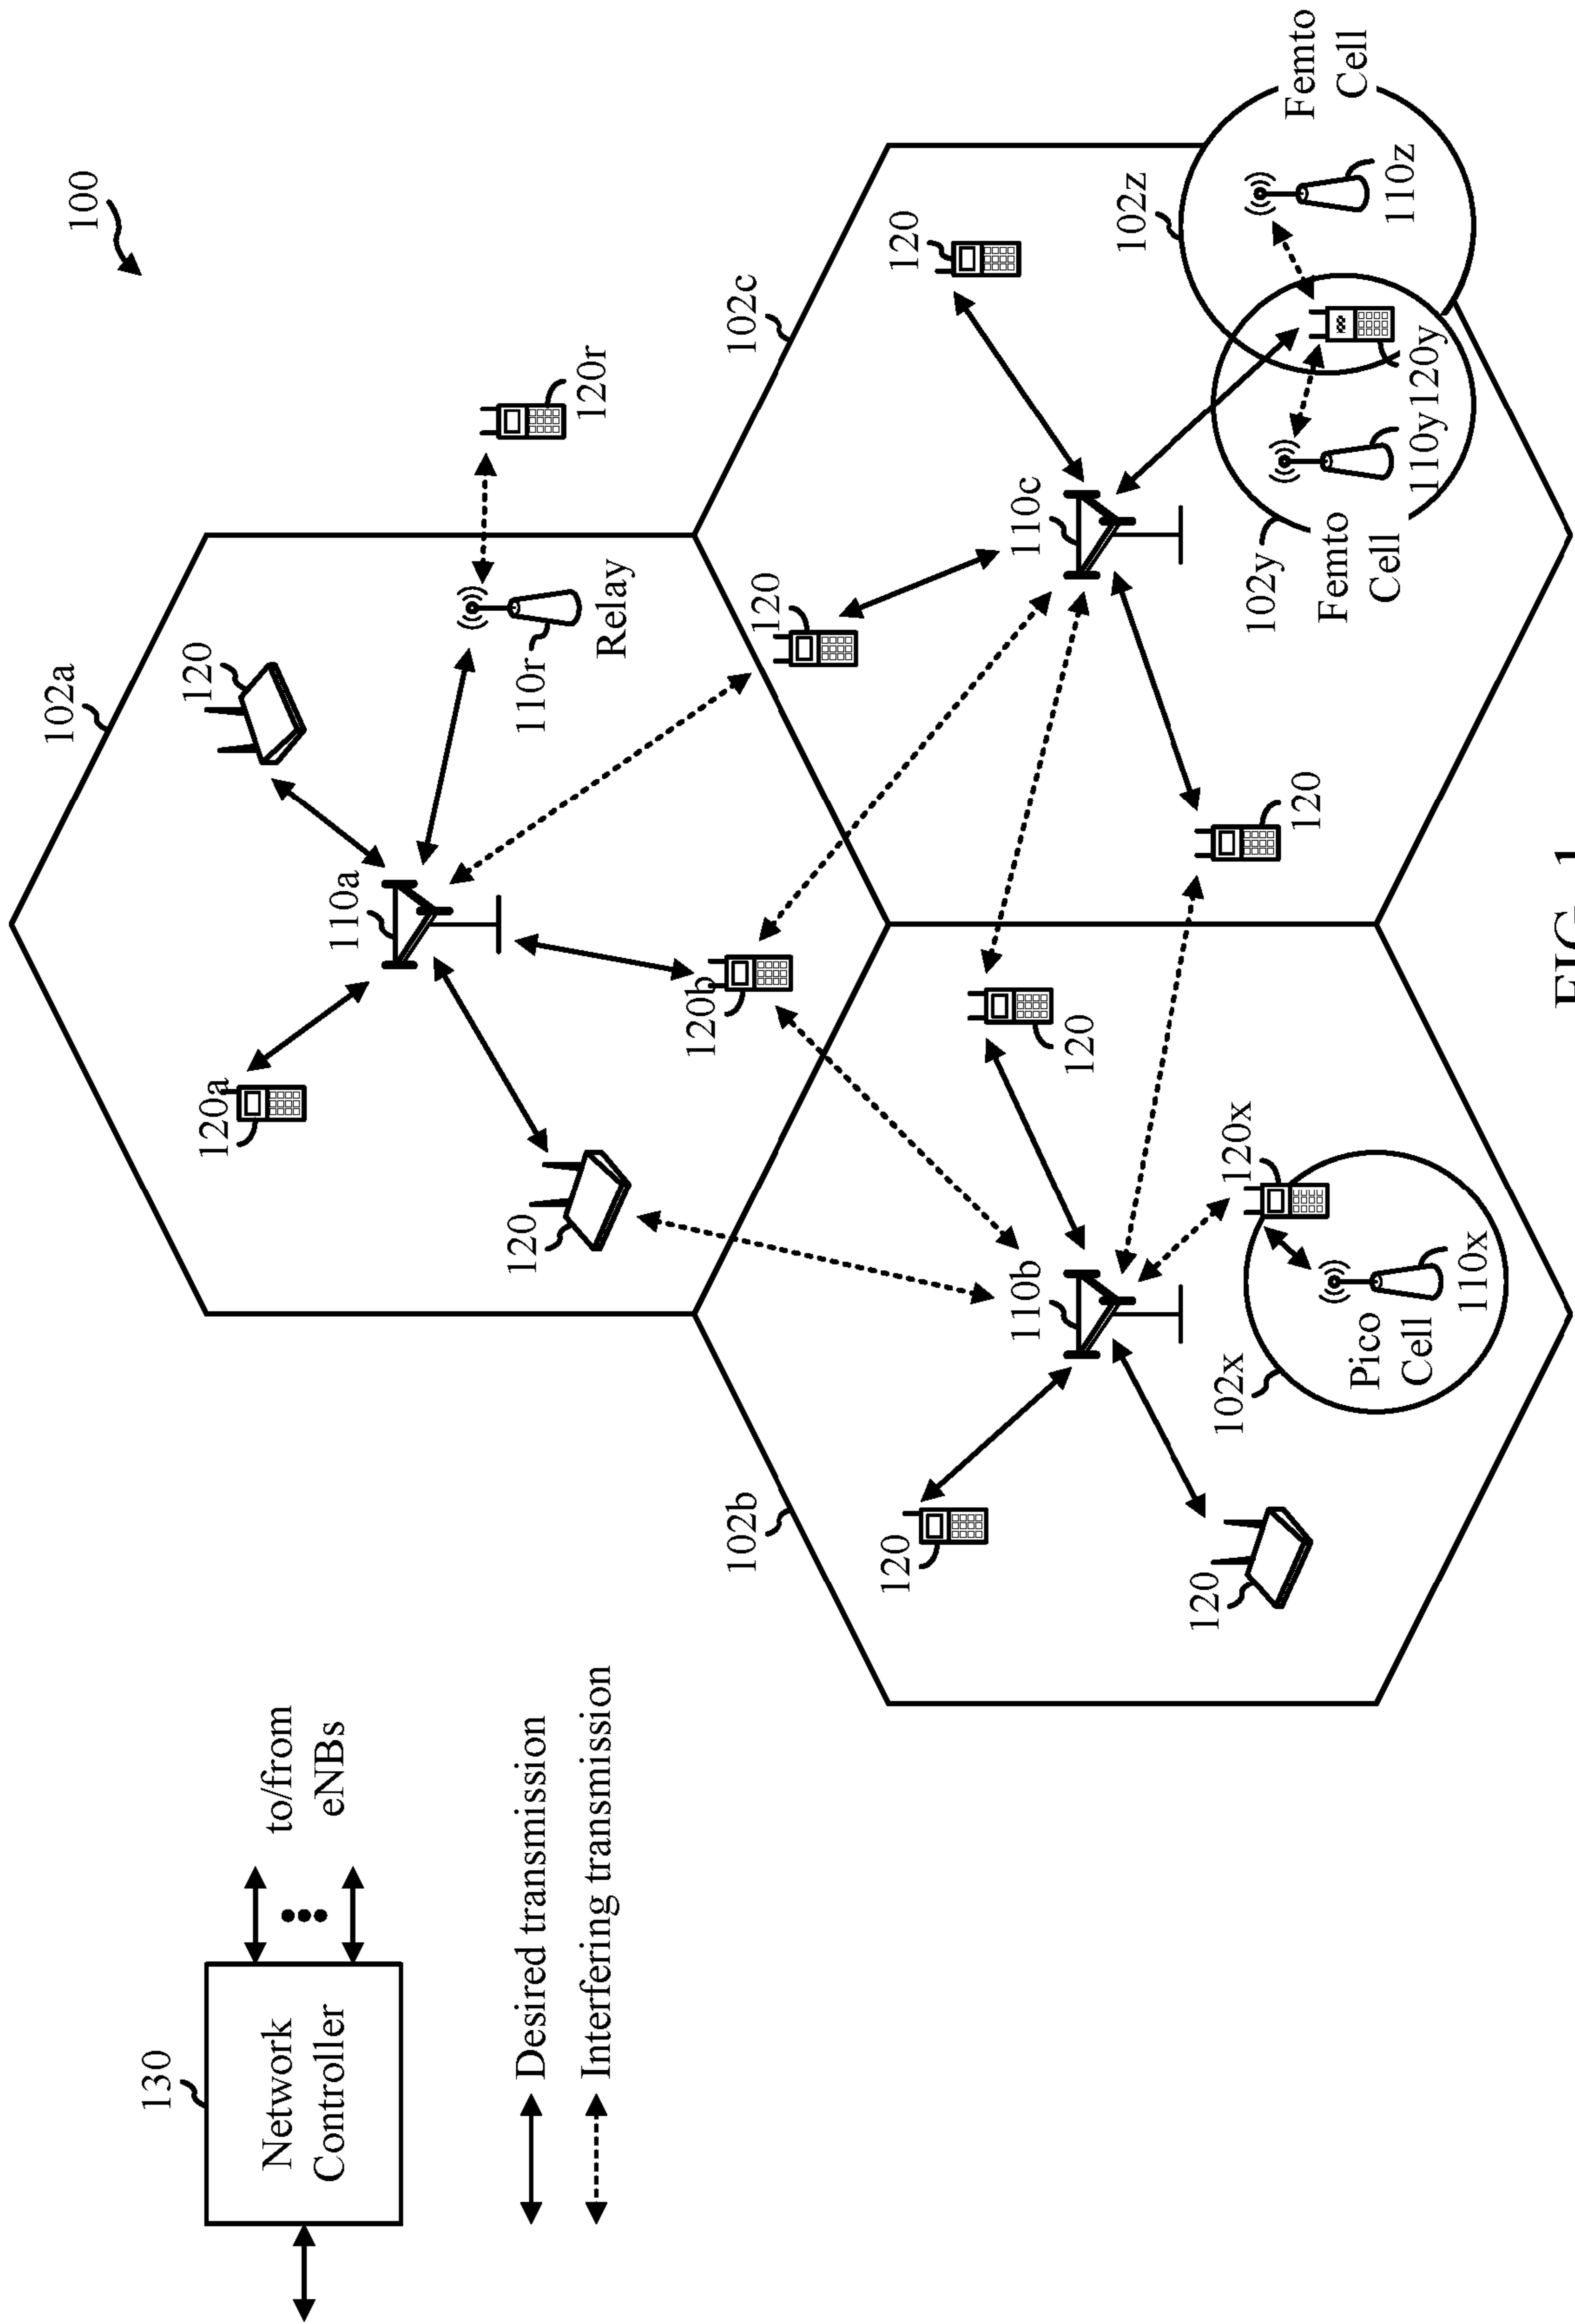 100
130
Network
Controller
to/from
eNBs
Desired transmission
Interfering transmission
102a
120a
110a
120
120
110r
Relay
120r
120b
102b
120
110b
120
120
102x
Pico
Cell
110x
120x
102c
120
120
110c
120
102y
Femto
Cell
110y
120y
102z
110z
Femto
Cell
FIG. 1